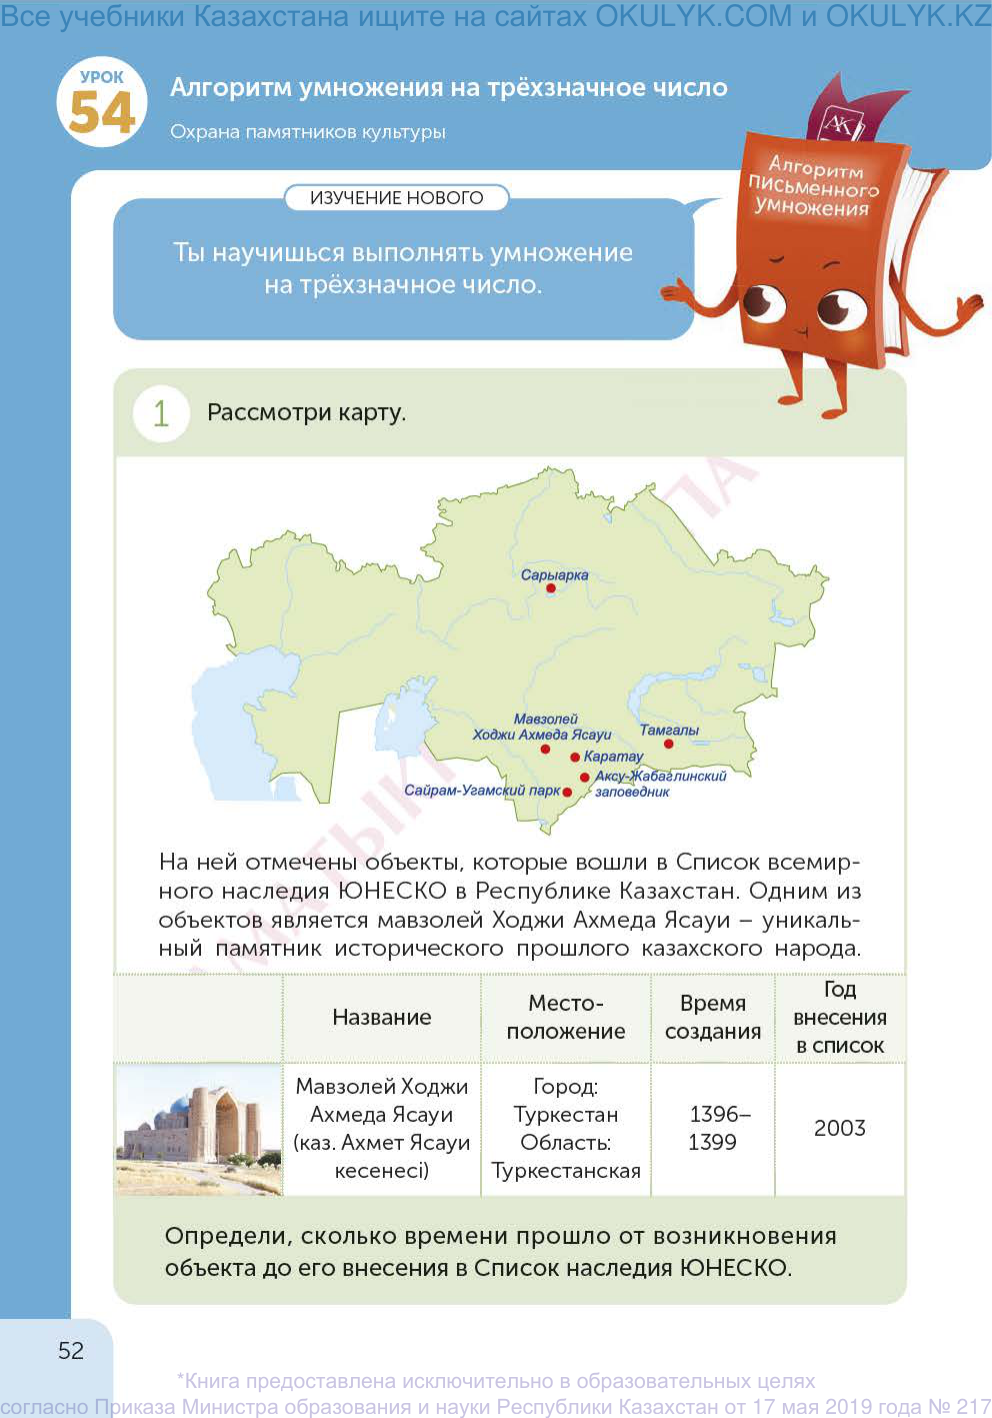 Все учебники Казахстана ищите на сайтах OKULYK.COM и OKULYK.KZ
УРОК
54
Алгоритм умножения на трёхзначное число
Охрана памятников культуры
АК
Алгоритм
письменного
умножения
ИЗУЧЕНИЕ НОВОГО
Ты научишься выполнять умножение
на трёхзначное число.
1
Рассмотри карту.
Сарыарка
Мавзолей
Ходжи Ахмеда Ясауи
Тамгалы
Каратау
Аксу-Жабаглинский
заповедник
Сайрам-Угамский парк
На ней отмечены объекты, которые вошли в Список всемир-
ного наследия ЮНЕСКО в Республике Казахстан. Одним из
объектов является мавзолей Ходжи Ахмеда Ясауи – уникаль-
ный памятник исторического прошлого казахского народа.
Название
Место-
положение
Время
создания
Год
внесения
в список
Мавзолей Ходжи
Ахмеда Ясауи
(каз. Ахмет Ясауи
кесенесі)
Город:
Туркестан
Область:
Туркестанская
1396–
1399
2003
Определи, сколько времени прошло от возникновения
объекта до его внесения в Список наследия ЮНЕСКО.
52
*Книга предоставлена исключительно в образовательных целях
согласно Приказа Министра образования и науки Республики Казахстан от 17 мая 2019 года № 217